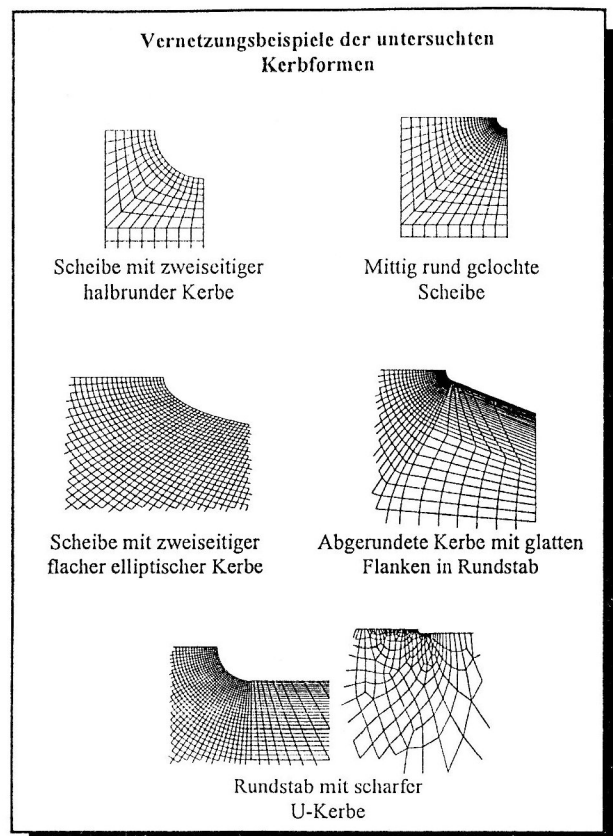 Vernetzungsbeispiele der untersuchten
Kerbformen
Scheibe mit zweiseitiger
halbrunder Kerbe
Mittig rund gelochte
Scheibe
Scheibe mit zweiseitiger
flacher elliptischer Kerbe
Abgerundete Kerbe mit glatten
Flanken in Rundstab
Rundstab mit scharfer
U-Kerbe